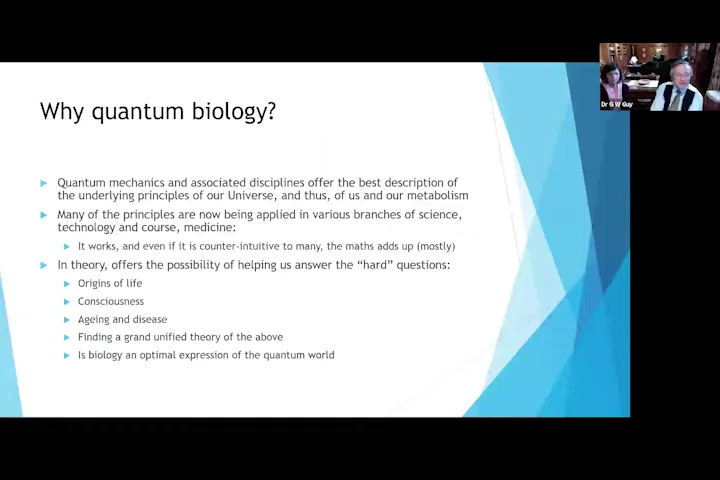 Why quantum biology?
Quantum mechanics and associated disciplines offer the best description of
the underlying principles of our Universe, and thus, of us and our metabolism
Many of the principles are now being applied in various branches of science,
technology and course, medicine:
It works, and even if it is counter-intuitive to many, the maths adds up (mostly)
In theory, offers the possibility of helping us answer the “hard” questions:
Origins of life
Consciousness
Ageing and disease
Finding a grand unified theory of the above
Is biology an optimal expression of the quantum world
Dr G W Guy